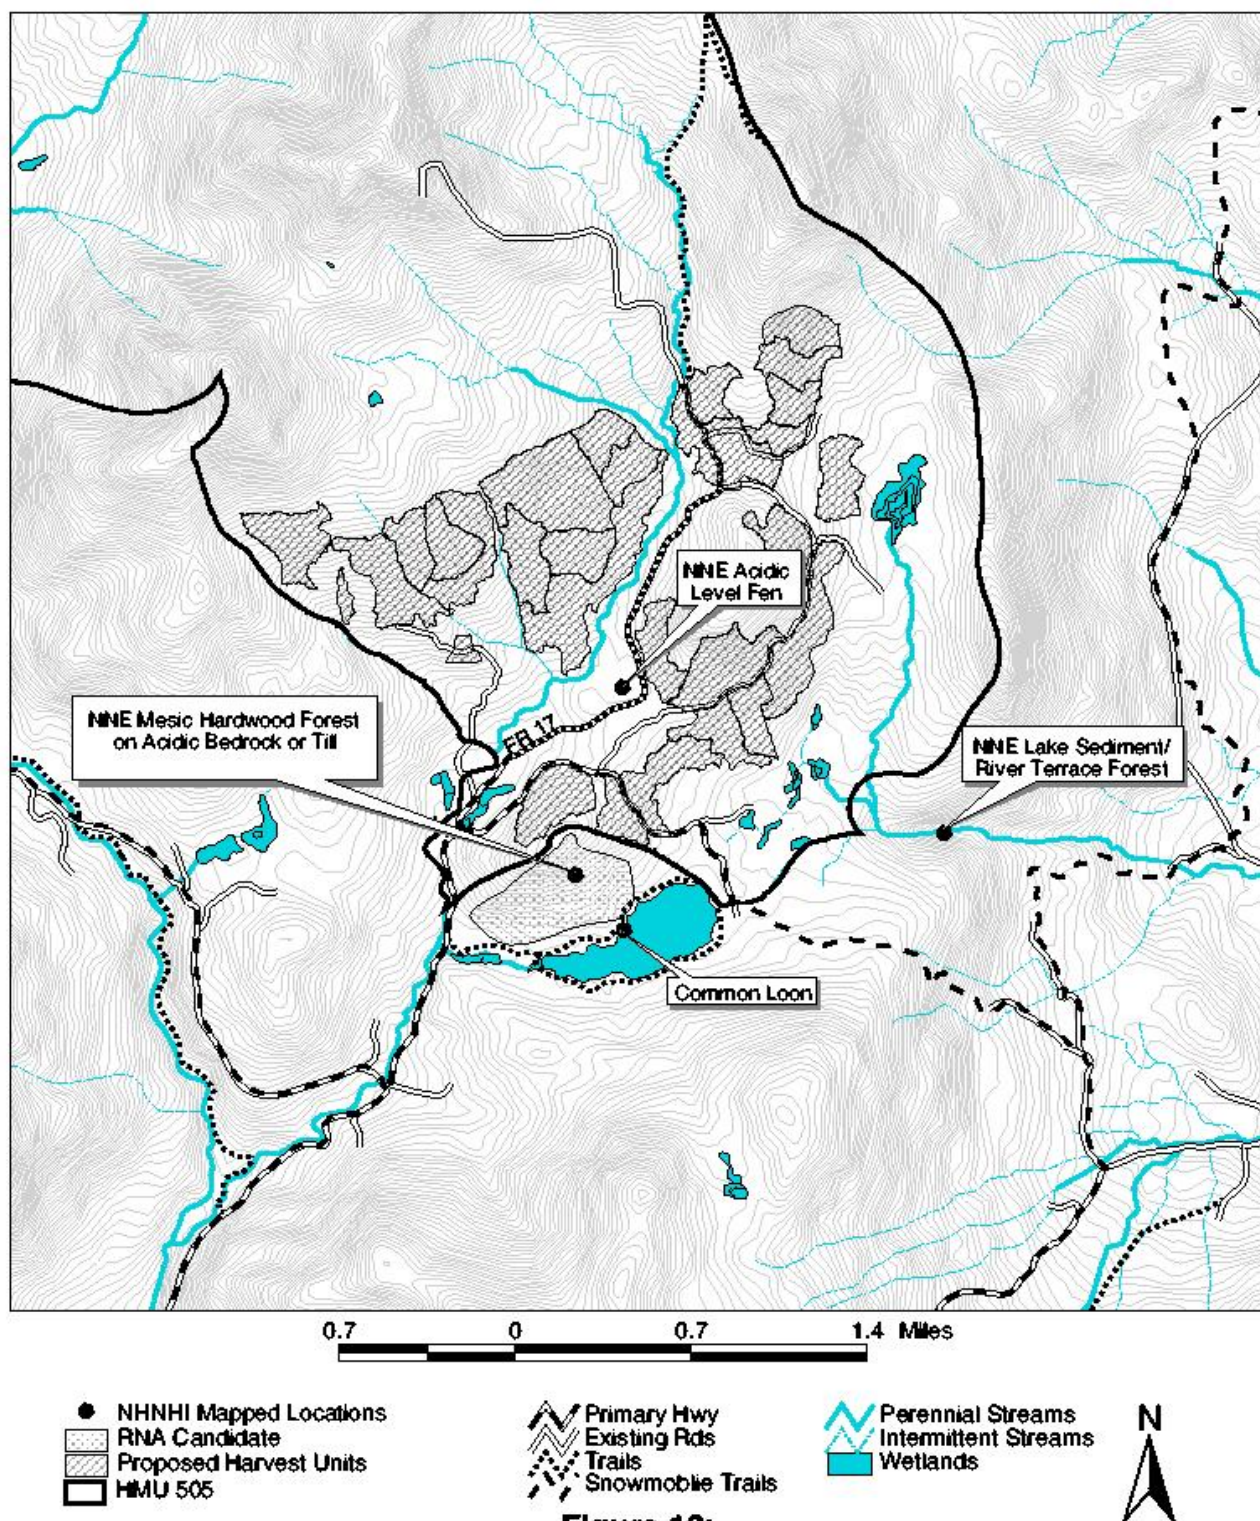 NNE Acidic
Level Fen
NNE Mesic Hardwood Forest
on Acidic Bedrock or Till
FR 17
NNE Lake Sediment/
River Terrace Forest
Common Loon
0.7 0 0.7 1.4 Miles
NHNHI Mapped Locations
RNA Candidate
Proposed Harvest Units
HMU 505
Primary Hwy
Existing Rds
Trails
Snowmoblie Trails
Perennial Streams
Intermittent Streams
Wetlands
N